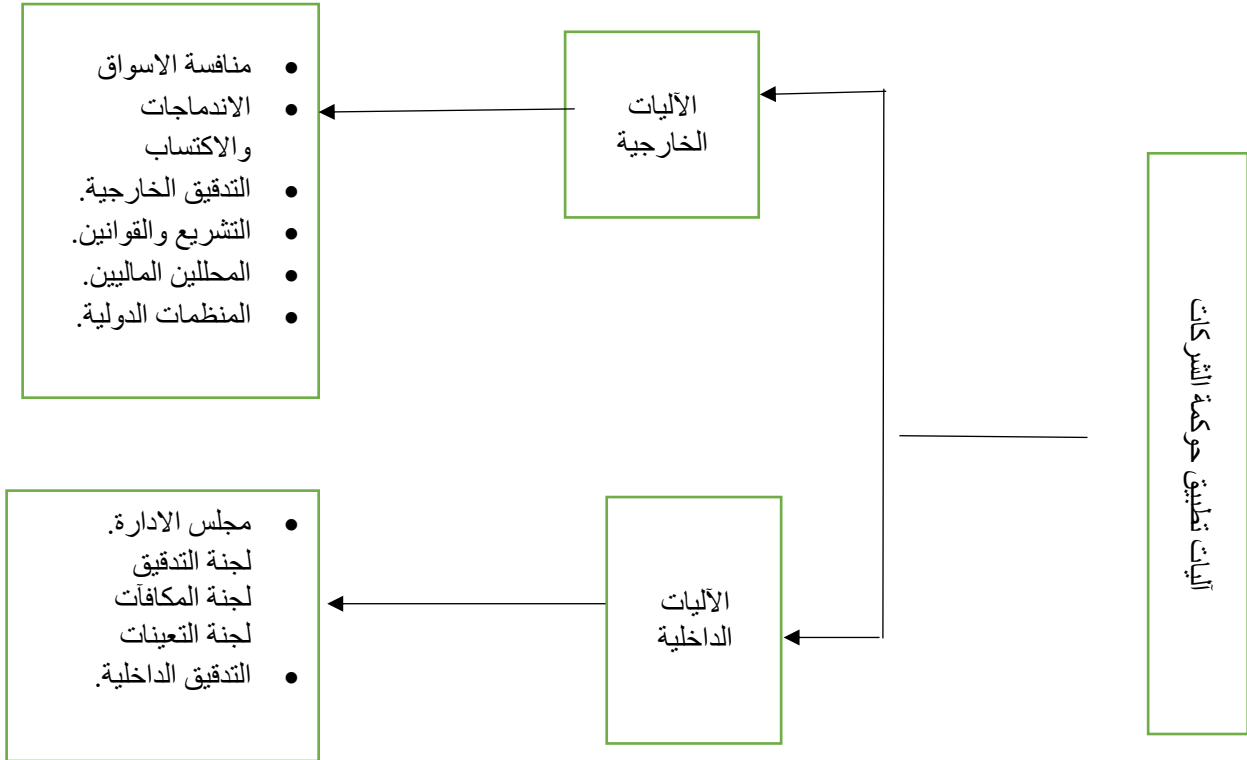 آليات تطبيق حوكمة الشركات
الآليات
الخارجية
• منافسة الاسواق
• الاندماجات
والاكتساب
• التدقيق الخارجية.
• التشريع والقوانين.
• المحللين الماليين.
• المنظمات الدولية.
الآليات
الداخلية
• مجلس الادارة.
لجنة التدقيق
لجنة المكافآت
لجنة التعينات
• التدقيق الداخلية.